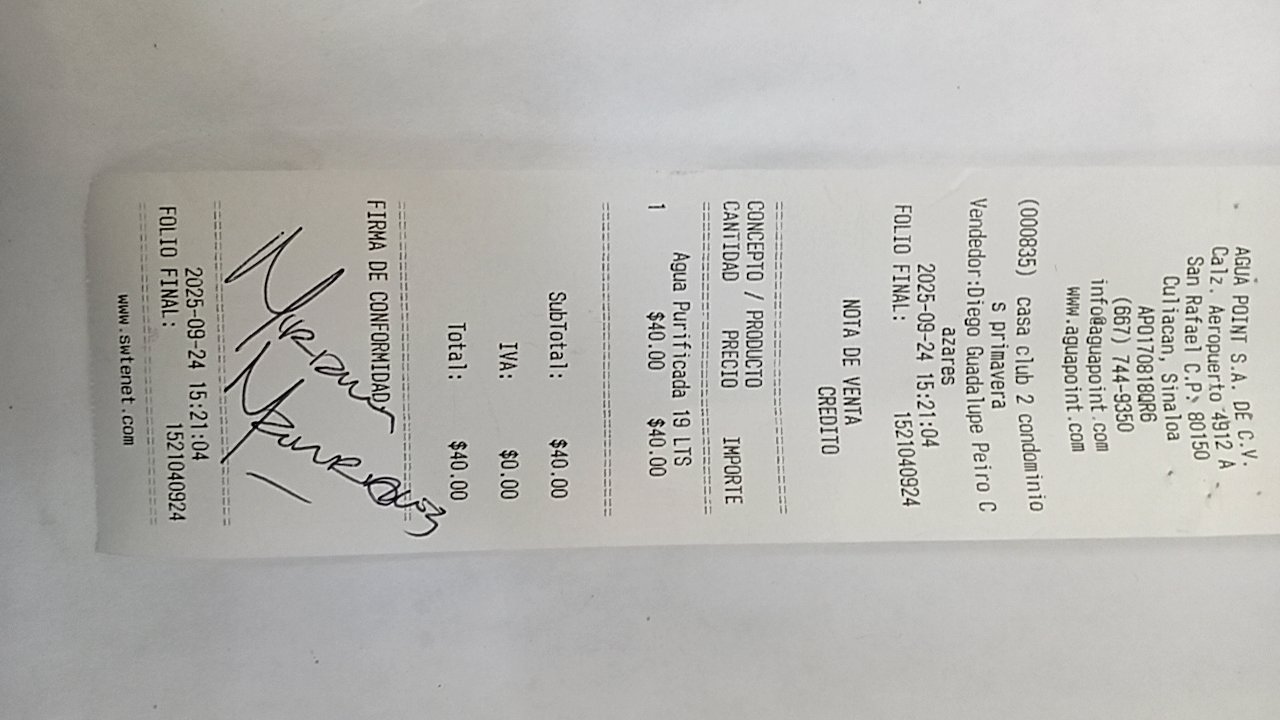 AGUA POINT S.A. DE C.V.
Calz. Aeropuerto 4912 A
San Rafael C.P. 80150
Culiacan, Sinaloa
APO170818QR6
(667) 744-9350
info@aguapoint.com
www.aguapoint.com
(000835) casa club 2 condominio
s primavera
Vendedor:Diego Guadalupe Peiro C
azares
2025-09-24 15:21:04
FOLIO FINAL: 1521040924
NOTA DE VENTA
CREDITO
CONCEPTO / PRODUCTO
CANTIDAD PRECIO IMPORTE
Agua Purificada 19 LTS
1 $40.00 $40.00
SubTotal: $40.00
IVA: $0.00
Total: $40.00
FIRMA DE CONFORMIDAD
2025-09-24 15:21:04
FOLIO FINAL: 1521040924
www.swtenet.com